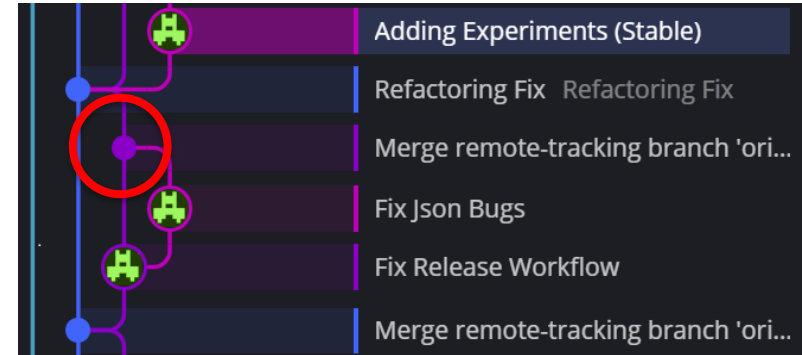 Adding Experiments (Stable)
Refactoring Fix Refactoring Fix
Merge remote-tracking branch 'ori...
Fix Json Bugs
Fix Release Workflow
Merge remote-tracking branch 'ori...